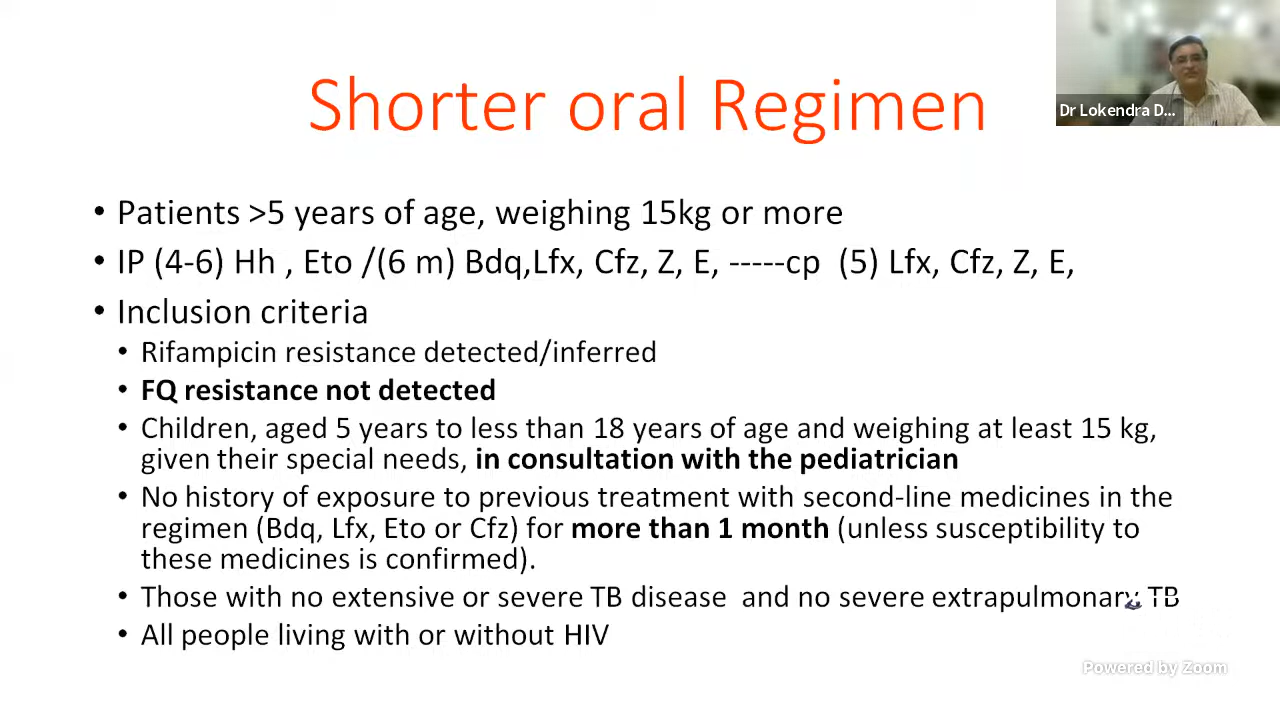 Shorter oral Regimen
Dr Lokendra D...
• Patients >5 years of age, weighing 15kg or more
• IP (4-6) Hh , Eto /(6 m) Bdq,Lfx, Cfz, Z, E, -----cp (5) Lfx, Cfz, Z, E,
• Inclusion criteria
• Rifampicin resistance detected/inferred
• FQ resistance not detected
• Children, aged 5 years to less than 18 years of age and weighing at least 15 kg,
given their special needs, in consultation with the pediatrician
• No history of exposure to previous treatment with second-line medicines in the
regimen (Bdq, Lfx, Eto or Cfz) for more than 1 month (unless susceptibility to
these medicines is confirmed).
• Those with no extensive or severe TB disease and no severe extrapulmonary TB
• All people living with or without HIV
Powered by Zoom